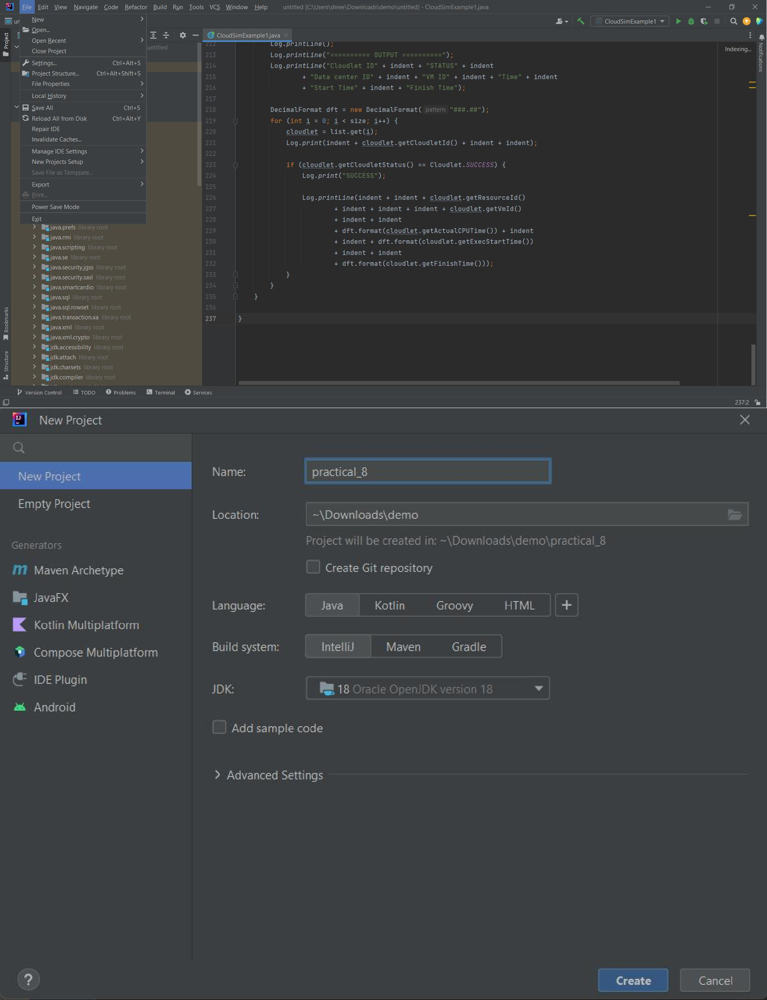 File Edit View Navigate Code Refactor Build Run Tools VCS Window Help untitled [C:\Users\shree\Downloads\demo\untitled] - CloudSimExample1.java
CloudSimExample1
New
Open...
Open Recent
Close Project
Settings... Ctrl+Alt+S
Project Structure... Ctrl+Alt+Shift+S
File Properties
Local History
Save All Ctrl+S
Reload All from Disk Ctrl+Alt+Y
Repair IDE
Invalidate Caches...
Manage IDE Settings
New Projects Setup
Save File as Template...
Export
Print...
Power Save Mode
Exit
Project
Bookmarks
Structure
untitled
java.prefs library root
java.rmi library root
java.scripting library root
java.se library root
java.security.jgss library root
java.security.sasl library root
java.smartcardio library root
java.sql library root
java.sql.rowset library root
java.transaction.xa library root
java.xml library root
java.xml.crypto library root
jdk.accessibility library root
jdk.attach library root
jdk.charsets library root
jdk.compiler library root
CloudSimExample1.java
Indexing...
Notifications
212 Log.printLine();
213 Log.printLine("========== OUTPUT ==========");
214 Log.printLine("Cloudlet ID" + indent + "STATUS" + indent
215 + "Data center ID" + indent + "VM ID" + indent + "Time" + indent
216 + "Start Time" + indent + "Finish Time");
217
218 DecimalFormat dft = new DecimalFormat( pattern: "###.##");
219 for (int i = 0; i < size; i++) {
220 cloudlet = list.get(i);
221 Log.print(indent + cloudlet.getCloudletId() + indent + indent);
222
223 if (cloudlet.getCloudletStatus() == Cloudlet.SUCCESS) {
224 Log.print("SUCCESS");
225
226 Log.printLine(indent + indent + cloudlet.getResourceId()
227 + indent + indent + indent + cloudlet.getVmId()
228 + indent + indent
229 + dft.format(cloudlet.getActualCPUTime()) + indent
230 + indent + dft.format(cloudlet.getExecStartTime())
231 + indent + indent
232 + dft.format(cloudlet.getFinishTime()));
233 }
234 }
235 }
236
237 }
Version Control TODO Problems Terminal Services
237:2
New Project
New Project
Empty Project
Generators
Maven Archetype
JavaFX
Kotlin Multiplatform
Compose Multiplatform
IDE Plugin
Android
Name: practical_8
Location: ~\Downloads\demo
Project will be created in: ~\Downloads\demo\practical_8
Create Git repository
Language: Java Kotlin Groovy HTML +
Build system: IntelliJ Maven Gradle
JDK: 18 Oracle OpenJDK version 18
Add sample code
Advanced Settings
? Create Cancel